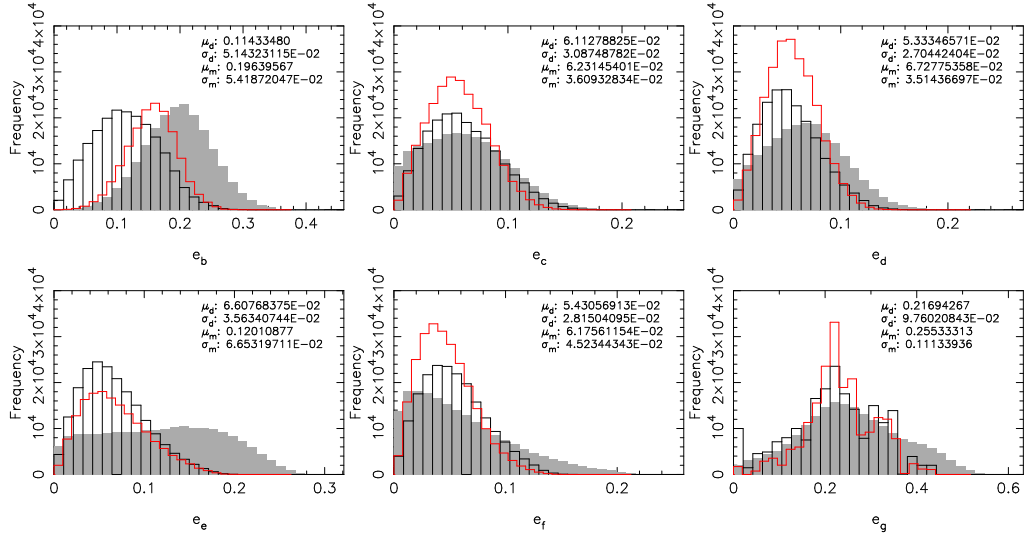 μd: 0.11433480
σd: 5.14323115E−02
μm: 0.19639567
σm: 5.41872047E−02
Frequency
0 10⁴ 2×10⁴ 3×10⁴ 4×10⁴
0 0.1 0.2 0.3 0.4
e_b
μd: 6.11278825E−02
σd: 3.08748782E−02
μm: 6.23145401E−02
σm: 3.60932834E−02
Frequency
0 10⁴ 2×10⁴ 3×10⁴ 4×10⁴
0 0.1 0.2
e_c
μd: 5.33346571E−02
σd: 2.70442404E−02
μm: 6.72775358E−02
σm: 3.51436697E−02
Frequency
0 10⁴ 2×10⁴ 3×10⁴ 4×10⁴
0 0.1 0.2
e_d
μd: 6.60768375E−02
σd: 3.56340744E−02
μm: 0.12010877
σm: 6.65319711E−02
Frequency
0 10⁴ 2×10⁴ 3×10⁴ 4×10⁴
0 0.1 0.2 0.3
e_e
μd: 5.43056913E−02
σd: 2.81504095E−02
μm: 6.17561154E−02
σm: 4.52344343E−02
Frequency
0 10⁴ 2×10⁴ 3×10⁴ 4×10⁴
0 0.1 0.2
e_f
μd: 0.21694267
σd: 9.76020843E−02
μm: 0.25533313
σm: 0.11133936
Frequency
0 10⁴ 2×10⁴ 3×10⁴ 4×10⁴
0 0.2 0.4 0.6
e_g